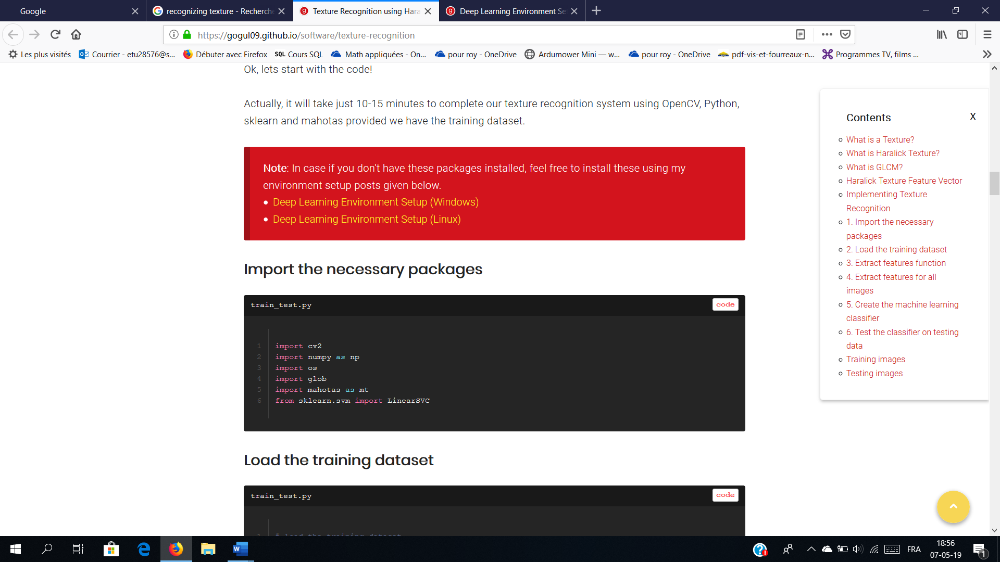 Google
recognizing texture - Recherche
Texture Recognition using Hara
Deep Learning Environment Se
https://gogul09.github.io/software/texture-recognition
Les plus visités
Courrier - etu28576@s...
Débuter avec Firefox
SQL Cours SQL
Math appliquées - On...
pour roy - OneDrive
Ardumower Mini — w...
pour roy - OneDrive
pdf-vis-et-fourreaux-n...
Programmes TV, films ...
Ok, lets start with the code!
Actually, it will take just 10-15 minutes to complete our texture recognition system using OpenCV, Python,
sklearn and mahotas provided we have the training dataset.
Note: In case if you don't have these packages installed, feel free to install these using my
environment setup posts given below.
Deep Learning Environment Setup (Windows)
Deep Learning Environment Setup (Linux)
Import the necessary packages
train_test.py
code
1 import cv2
2 import numpy as np
3 import os
4 import glob
5 import mahotas as mt
6 from sklearn.svm import LinearSVC
Load the training dataset
train_test.py
code
1 # load the training dataset
Contents
X
What is a Texture?
What is Haralick Texture?
What is GLCM?
Haralick Texture Feature Vector
Implementing Texture
Recognition
1. Import the necessary
packages
2. Load the training dataset
3. Extract features function
4. Extract features for all
images
5. Create the machine learning
classifier
6. Test the classifier on testing
data
Training images
Testing images
FRA
18:56
07-05-19
1